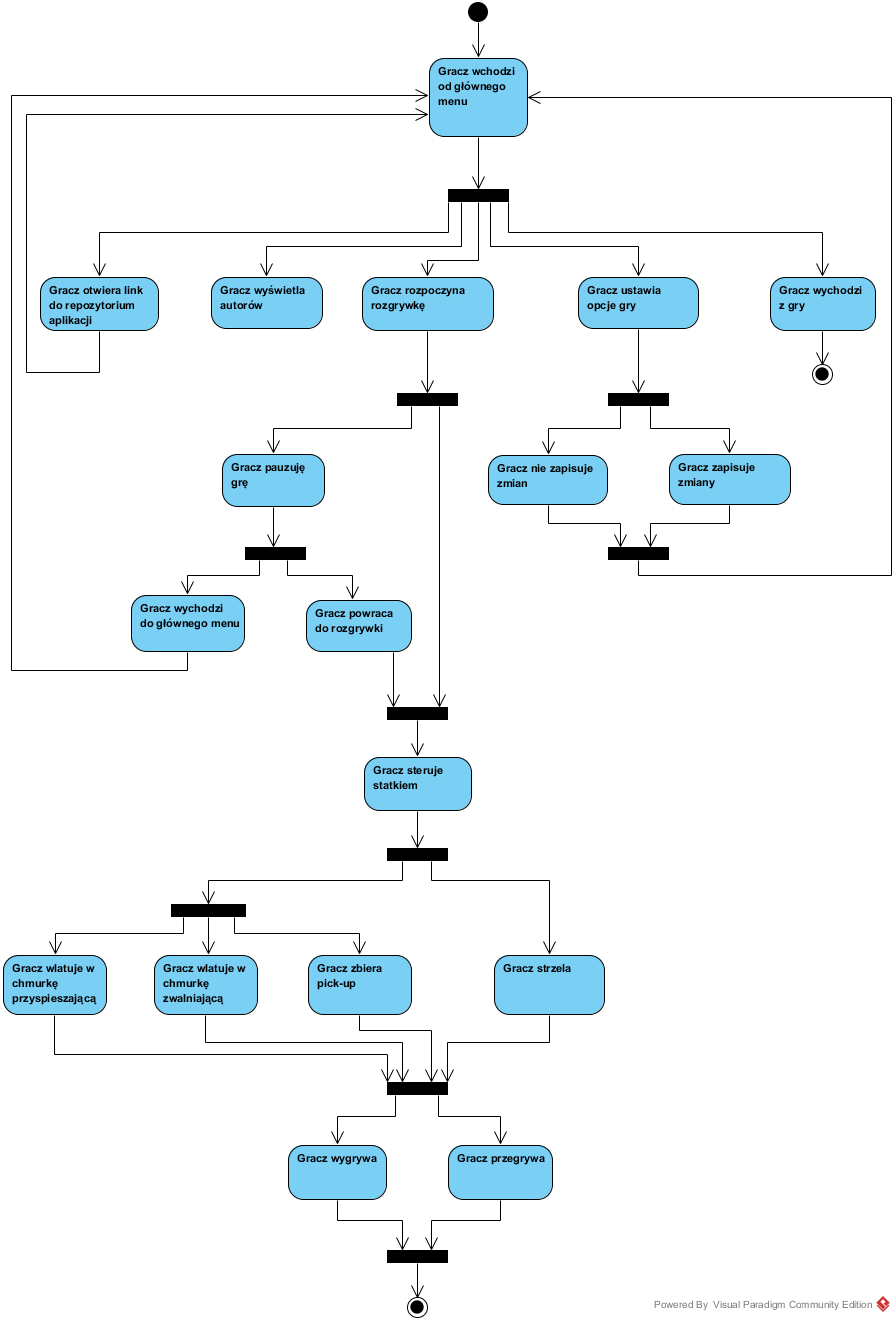 Gracz wchodzi
od głównego
menu
Gracz otwiera link
do repozytorium
aplikacji
Gracz wyświetla
autorów
Gracz rozpoczyna
rozgrywkę
Gracz ustawia
opcje gry
Gracz wychodzi
z gry
Gracz pauzuję
grę
Gracz nie zapisuje
zmian
Gracz zapisuje
zmiany
Gracz wychodzi
do głównego menu
Gracz powraca
do rozgrywki
Gracz steruje
statkiem
Gracz wlatuje w
chmurkę
przyspieszającą
Gracz wlatuje w
chmurkę
zwalniającą
Gracz zbiera
pick-up
Gracz strzela
Gracz wygrywa
Gracz przegrywa
Powered By Visual Paradigm Community Edition